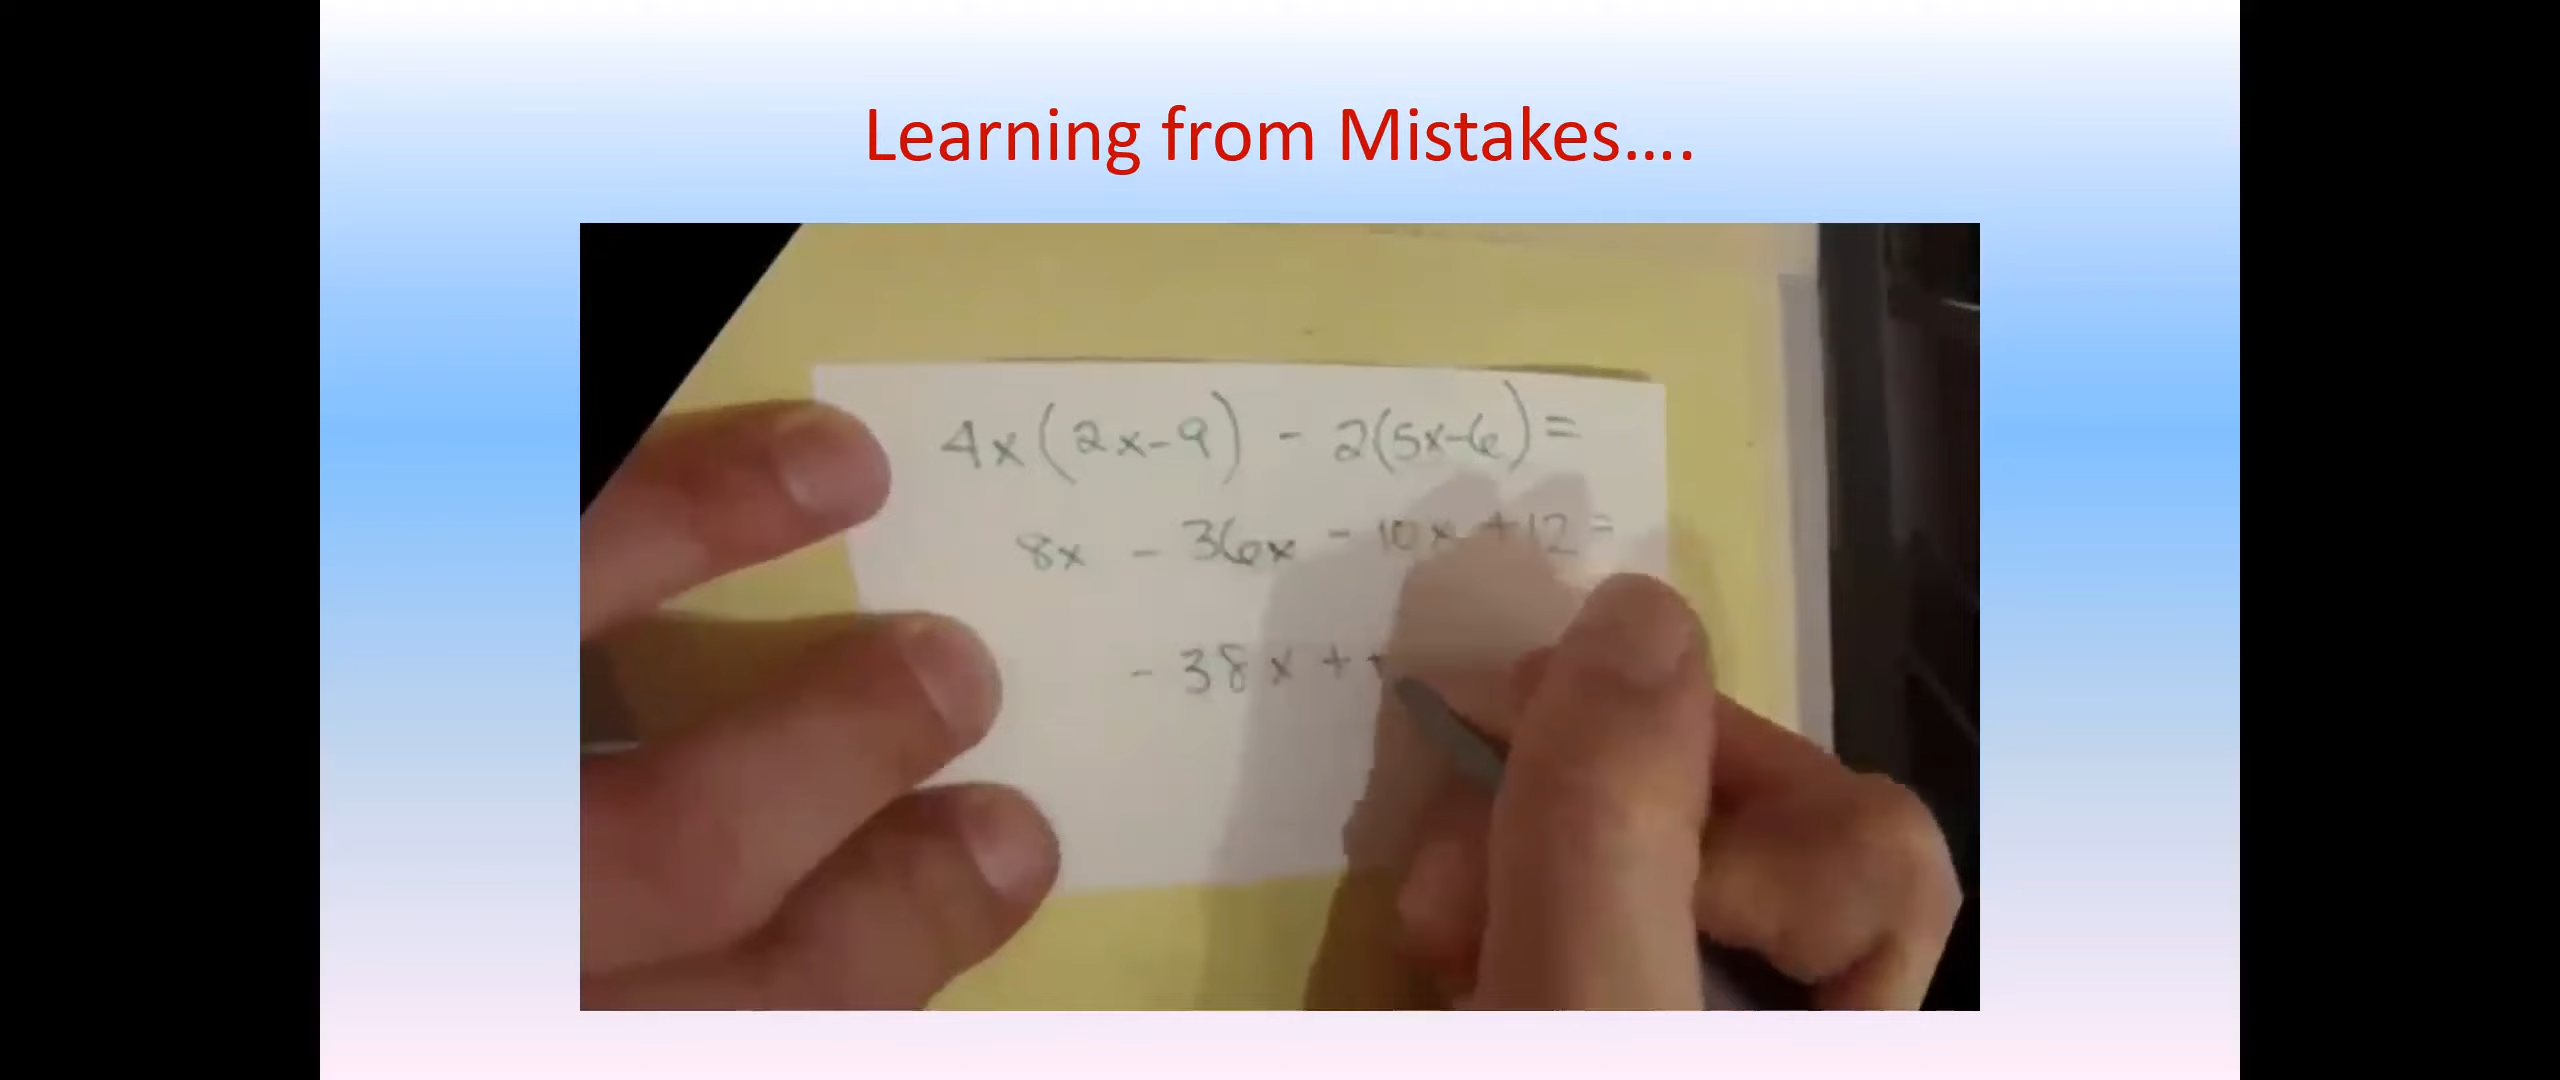 Learning from Mistakes....
4x(2x-9) - 2(5x-6)=
8x - 36x - 10x + 12 =
- 38x +